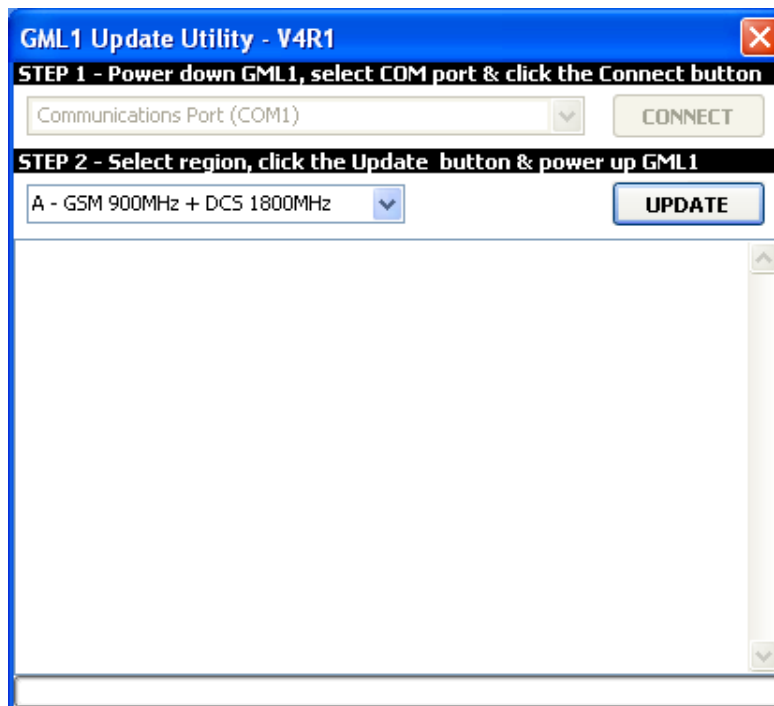 GML1 Update Utility - V4R1
STEP 1 - Power down GML1, select COM port & click the Connect button
Communications Port (COM1)
CONNECT
STEP 2 - Select region, click the Update button & power up GML1
A - GSM 900MHz + DCS 1800MHz
UPDATE